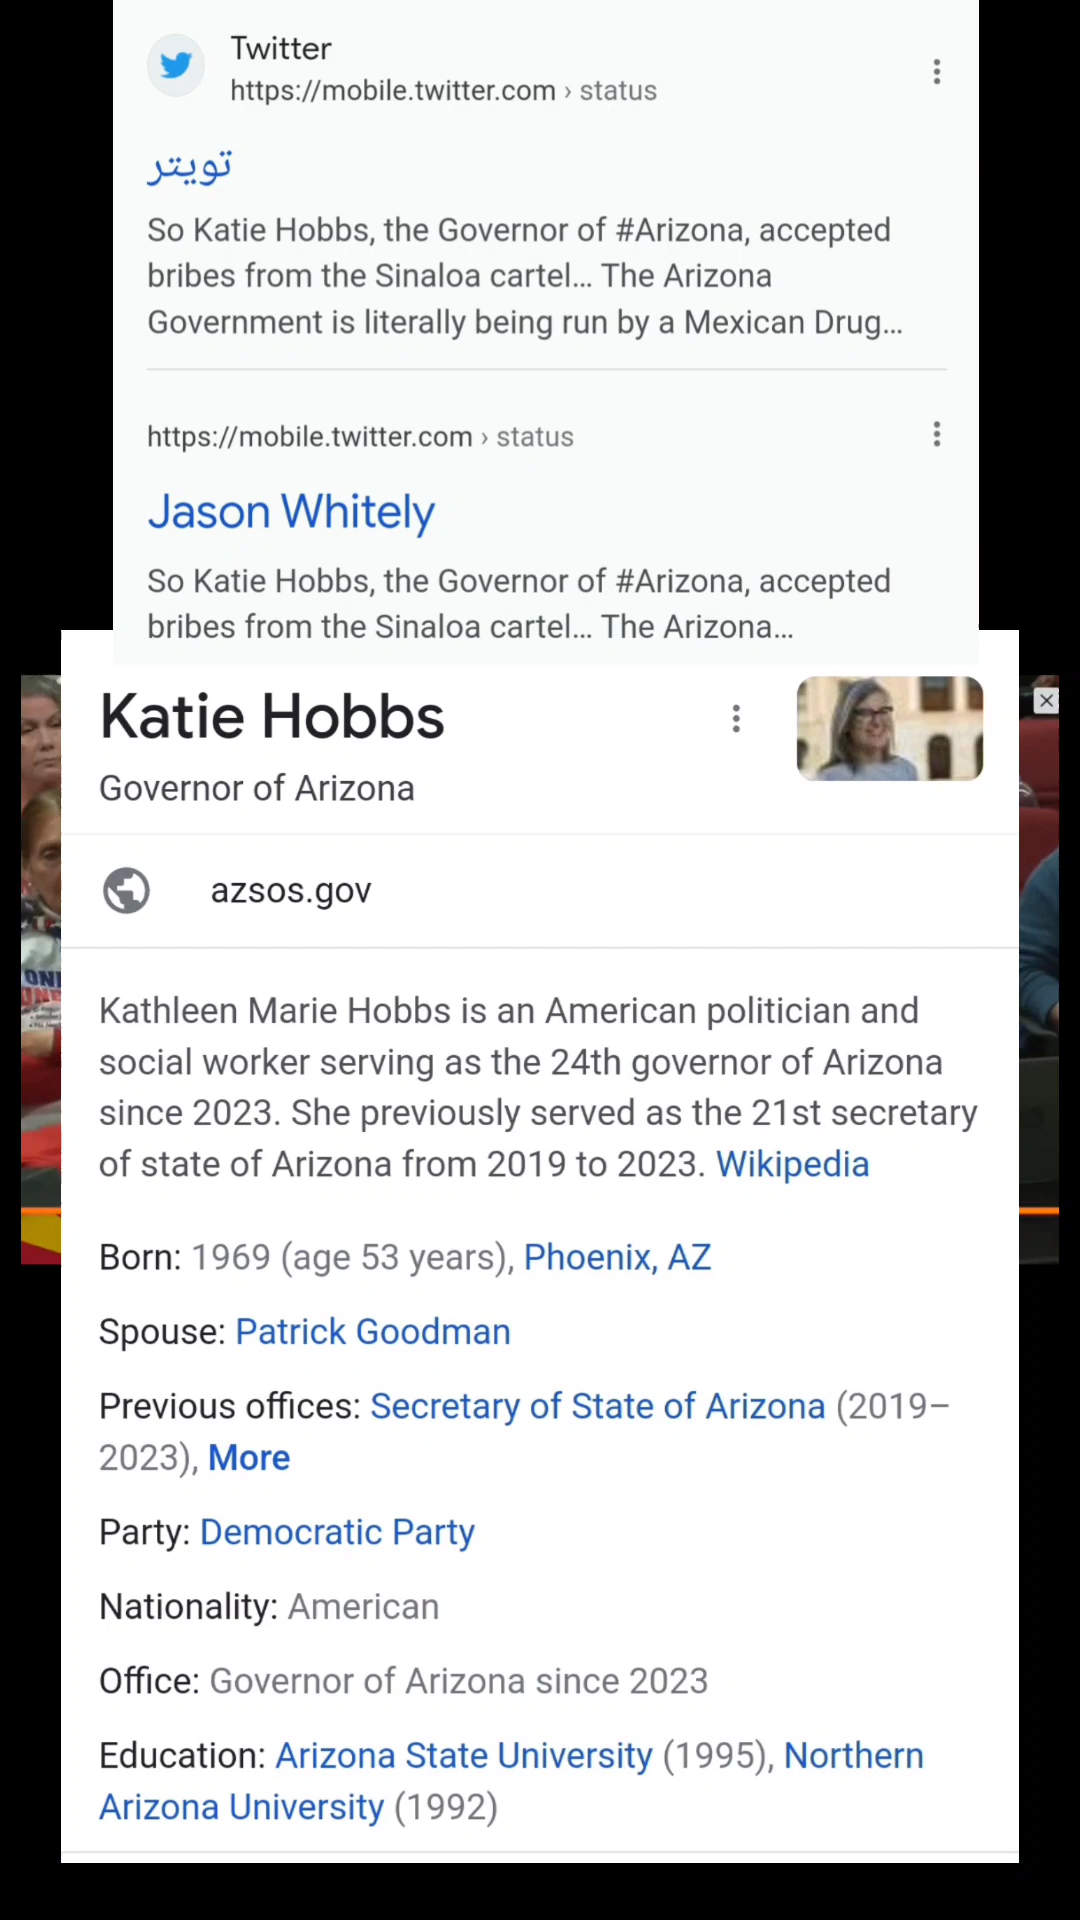 Twitter
https://mobile.twitter.com › status
تويتر
So Katie Hobbs, the Governor of #Arizona, accepted
bribes from the Sinaloa cartel... The Arizona
Government is literally being run by a Mexican Drug...
https://mobile.twitter.com › status
Jason Whitely
So Katie Hobbs, the Governor of #Arizona, accepted
bribes from the Sinaloa cartel... The Arizona...
Katie Hobbs
Governor of Arizona
azsos.gov
Kathleen Marie Hobbs is an American politician and
social worker serving as the 24th governor of Arizona
since 2023. She previously served as the 21st secretary
of state of Arizona from 2019 to 2023. Wikipedia
Born: 1969 (age 53 years), Phoenix, AZ
Spouse: Patrick Goodman
Previous offices: Secretary of State of Arizona (2019–
2023), More
Party: Democratic Party
Nationality: American
Office: Governor of Arizona since 2023
Education: Arizona State University (1995), Northern
Arizona University (1992)